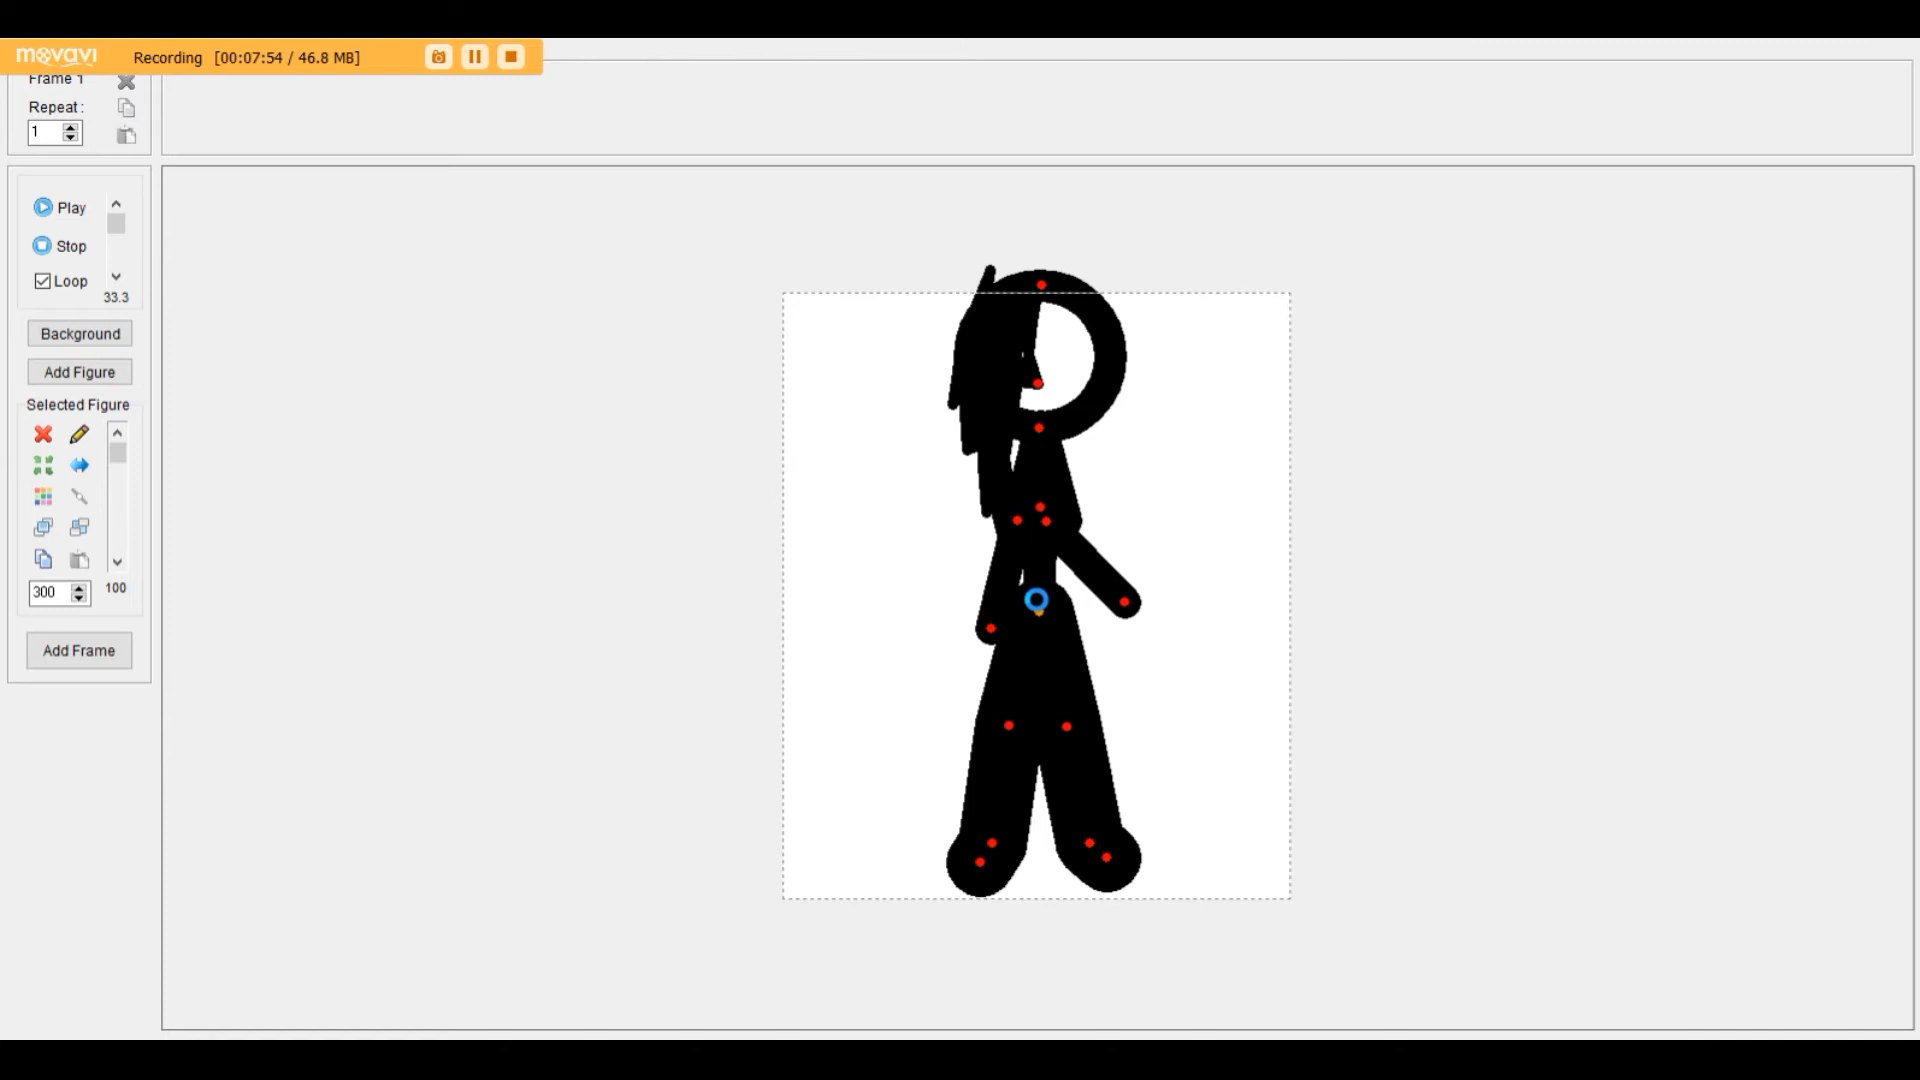 movavi
Recording [00:07:54 / 46.8 MB]
Frame 1
Repeat :
1
Play
Stop
Loop
33.3
Background
Add Figure
Selected Figure
300
100
Add Frame